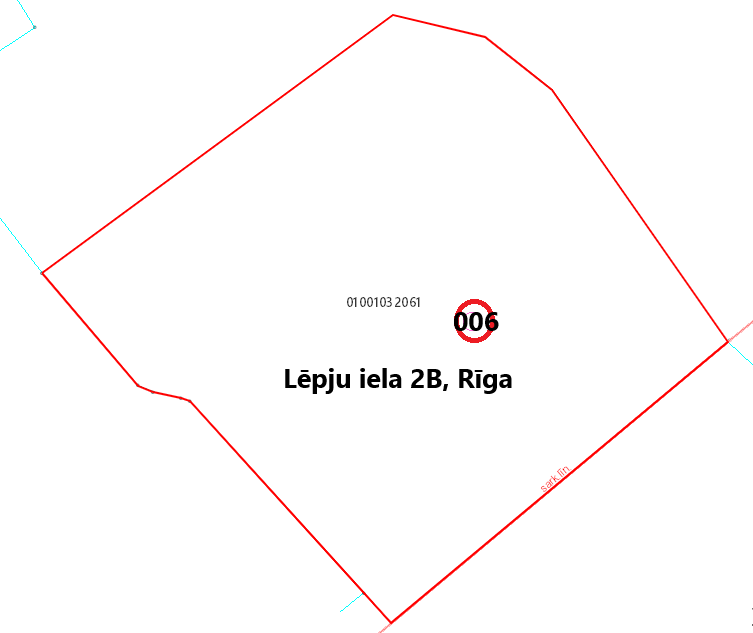 01001032061
006
Lēpju iela 2B, Rīga
sark.līn